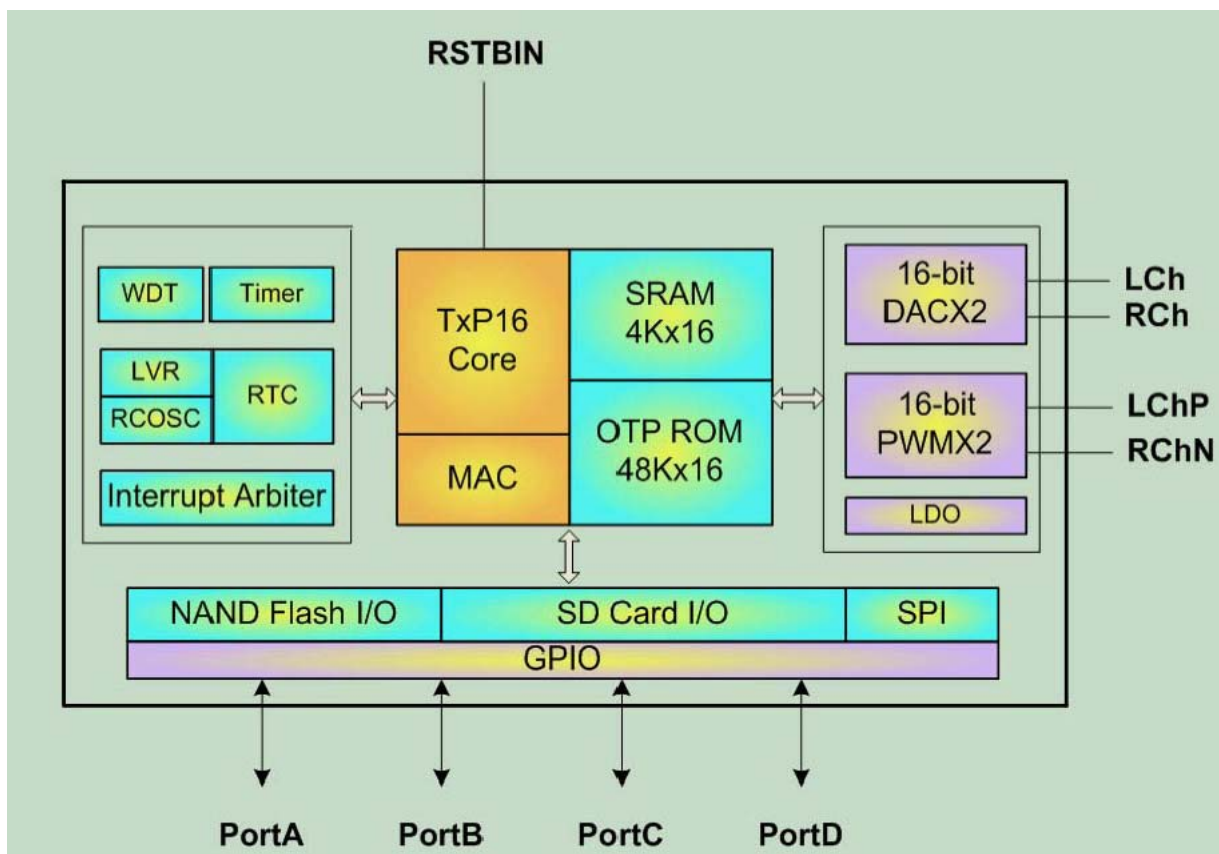 RSTBIN
WDT
Timer
LVR
RCOSC
RTC
Interrupt Arbiter
TxP16
Core
MAC
SRAM
4Kx16
OTP ROM
48Kx16
16-bit
DACX2
16-bit
PWMX2
LDO
LCh
RCh
LChP
RChN
NAND Flash I/O
SD Card I/O
SPI
GPIO
PortA
PortB
PortC
PortD